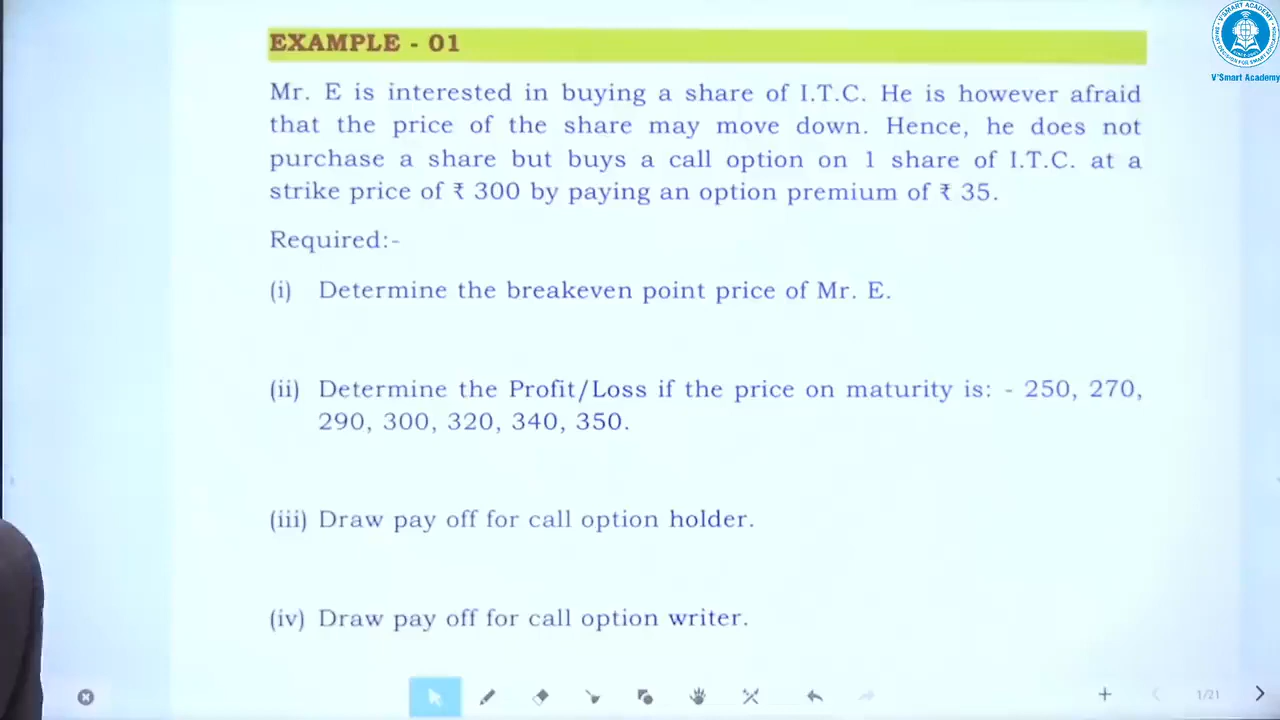 EXAMPLE - 01
Mr. E is interested in buying a share of I.T.C. He is however afraid
that the price of the share may move down. Hence, he does not
purchase a share but buys a call option on 1 share of I.T.C. at a
strike price of ₹ 300 by paying an option premium of ₹ 35.
Required:-
(i) Determine the breakeven point price of Mr. E.
(ii) Determine the Profit/Loss if the price on maturity is: - 250, 270,
290, 300, 320, 340, 350.
(iii) Draw pay off for call option holder.
(iv) Draw pay off for call option writer.
1/21
V'SMART ACADEMY
V'Smart Academy